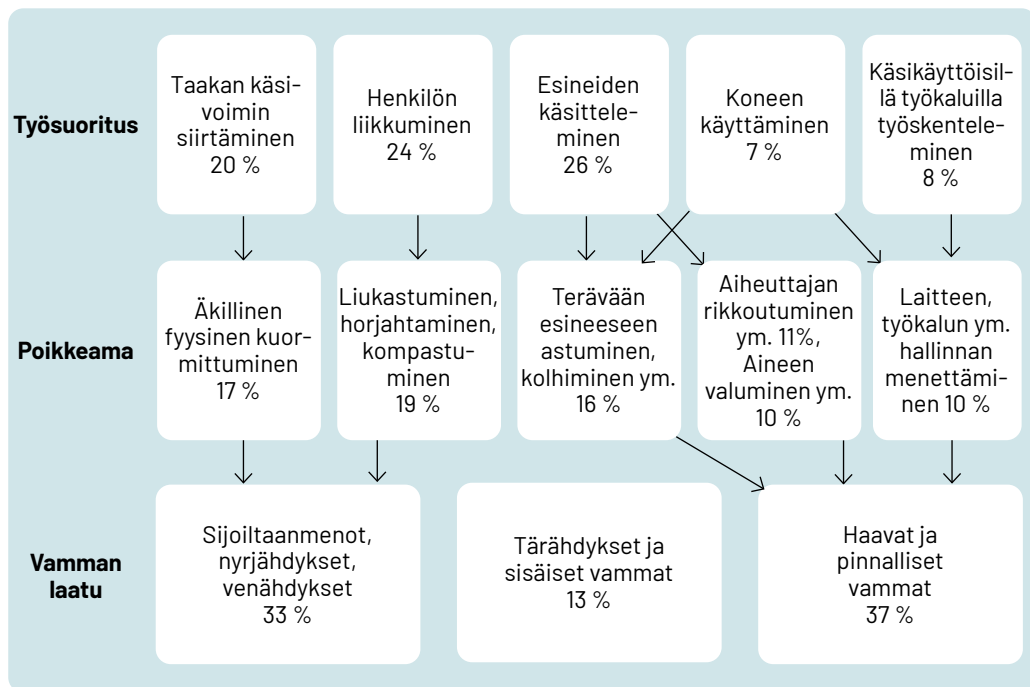 Työsuoritus
Taakan käsi-
voimin
siirtäminen
20 %
Henkilön
liikkuminen
24 %
Esineiden
käsittele-
minen
26 %
Koneen
käyttäminen
7 %
Käsikäyttöisil-
lä työkaluilla
työskentele-
minen
8 %
Poikkeama
Äkillinen
fyysinen kuor-
mittuminen
17 %
Liukastuminen,
horjahtaminen,
kompastu-
minen
19 %
Terävään
esineeseen
astuminen,
kolhiminen ym.
16 %
Aiheuttajan
rikkoutuminen
ym. 11%,
Aineen
valuminen ym.
10 %
Laitteen,
työkalun ym.
hallinnan
menettämi-
nen 10 %
Vamman
laatu
Sijoiltaanmenot,
nyrjähdykset,
venähdykset
33 %
Tärähdykset ja
sisäiset vammat
13 %
Haavat ja
pinnalliset
vammat
37 %